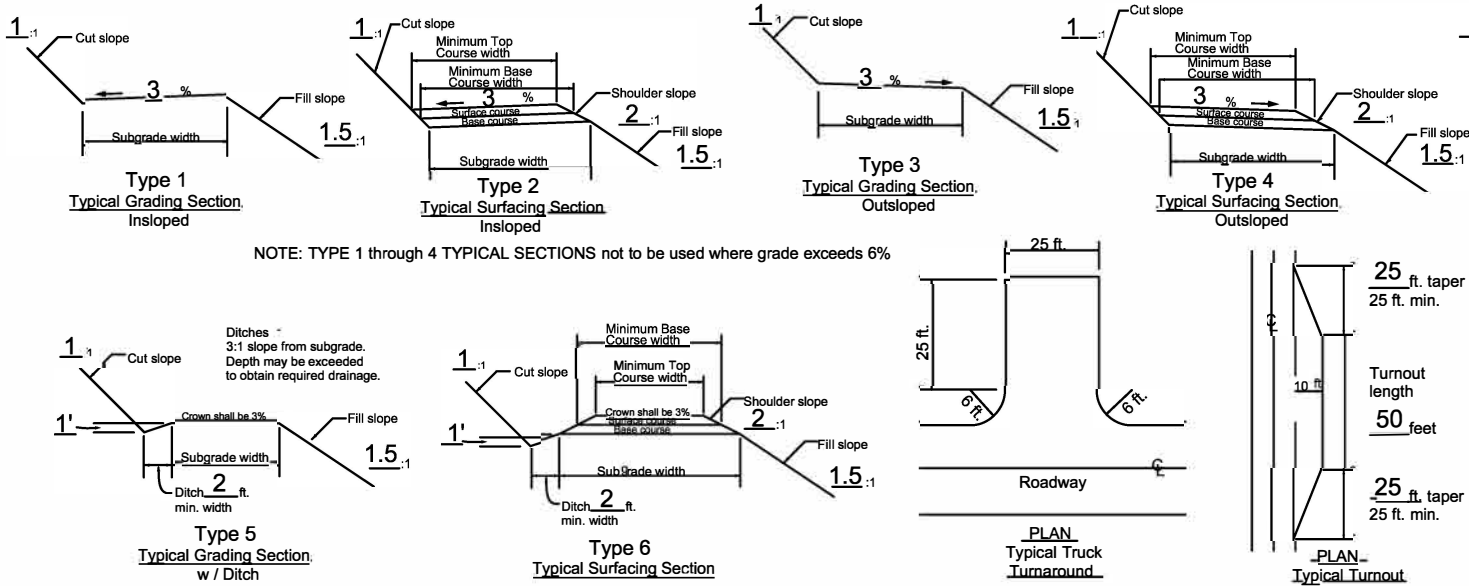 1 :1
Cut slope
3 %
Fill slope
1.5 :1
Subgrade width
Type 1
Typical Grading Section
Insloped
1 :1
Cut slope
Minimum Top
Course width
Minimum Base
Course width
3 %
Surface course
Base course
Shoulder slope
2 :1
Fill slope
1.5 :1
Subgrade width
Type 2
Typical Surfacing Section
Insloped
1 :1
Cut slope
3 %
Fill slope
1.5 :1
Subgrade width
Type 3
Typical Grading Section
Outsloped
1 :1
Cut slope
Minimum Top
Course width
Minimum Base
Course width
3 %
Surface course
Base course
Shoulder slope
2 :1
Fill slope
1.5 :1
Subgrade width
Type 4
Typical Surfacing Section
Outsloped
NOTE: TYPE 1 through 4 TYPICAL SECTIONS not to be used where grade exceeds 6%
1 :1
Cut slope
Ditches
3:1 slope from subgrade.
Depth may be exceeded
to obtain required drainage.
1'
Crown shall be 3%
Fill slope
1.5 :1
Subgrade width
Ditch 2 ft.
min. width
Type 5
Typical Grading Section
w / Ditch
1 :1
Cut slope
Minimum Base
Course width
Minimum Top
Course width
Shoulder slope
2 :1
Crown shall be 3%
Surface course
Base course
1'
Fill slope
1.5 :1
Subgrade width
Ditch 2 ft.
min. width
Type 6
Typical Surfacing Section
25 ft.
25 ft.
6 ft.
6 ft.
℄
Roadway
PLAN
Typical Truck
Turnaround
℄
25 ft. taper
25 ft. min.
10 ft
Turnout
length
50 feet
25 ft. taper
25 ft. min.
PLAN
Typical Turnout